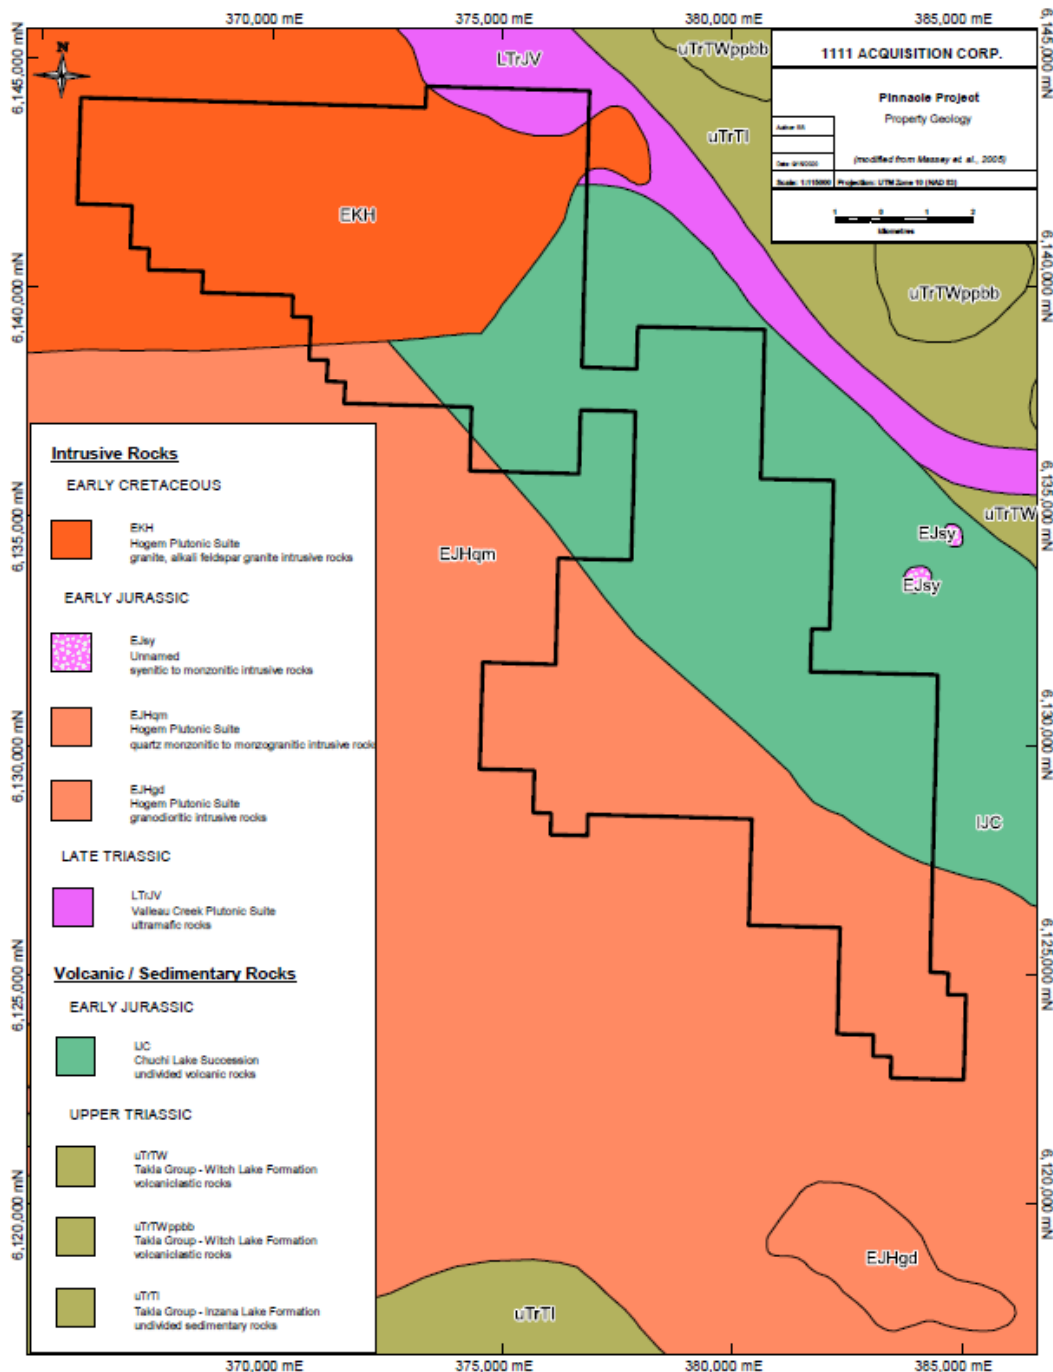 370,000 mE
375,000 mE
380,000 mE
385,000 mE
6,145,000 mN
6,145,000 mN
N
LTrJV
uTrTWppbb
uTrTI
1111 ACQUISITION CORP.
Pinnacle Project
Property Geology
(modified from Massey et al., 2005)
Scale: 1:115000
Projection: UTM Zone 10 (NAD 83)
1 0 1 2
kilometres
EKH
6,140,000 mN
6,140,000 mN
uTrTWppbb
6,135,000 mN
6,135,000 mN
uTrTW
EJsy
EJsy
EJHqm
Intrusive Rocks
EARLY CRETACEOUS
EKH
Hogem Plutonic Suite
granite, alkali feldspar granite intrusive rocks
EARLY JURASSIC
EJsy
Unnamed
syenitic to monzonitic intrusive rocks
EJHqm
Hogem Plutonic Suite
quartz monzonitic to monzogranitic intrusive rock
EJHgd
Hogem Plutonic Suite
granodioritic intrusive rocks
LATE TRIASSIC
LTrJV
Valleau Creek Plutonic Suite
ultramafic rocks
Volcanic / Sedimentary Rocks
EARLY JURASSIC
lJC
Chuchi Lake Succession
undivided volcanic rocks
UPPER TRIASSIC
uTrTW
Takla Group - Witch Lake Formation
volcaniclastic rocks
uTrTWppbb
Takla Group - Witch Lake Formation
volcaniclastic rocks
uTrTI
Takla Group - Inzana Lake Formation
undivided sedimentary rocks
6,130,000 mN
6,130,000 mN
lJC
6,125,000 mN
6,125,000 mN
6,120,000 mN
6,120,000 mN
EJHgd
uTrTI
370,000 mE
375,000 mE
380,000 mE
385,000 mE